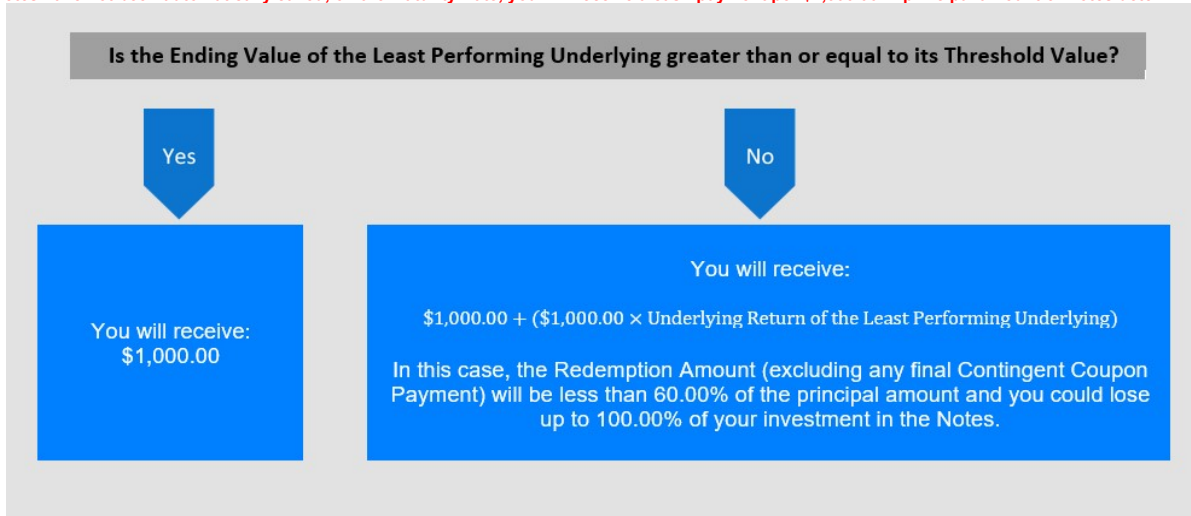 Is the Ending Value of the Least Performing Underlying greater than or equal to its Threshold Value?
Yes
No
You will receive:
$1,000.00
You will receive:
$1,000.00 + ($1,000.00 × Underlying Return of the Least Performing Underlying)
In this case, the Redemption Amount (excluding any final Contingent Coupon
Payment) will be less than 60.00% of the principal amount and you could lose
up to 100.00% of your investment in the Notes.